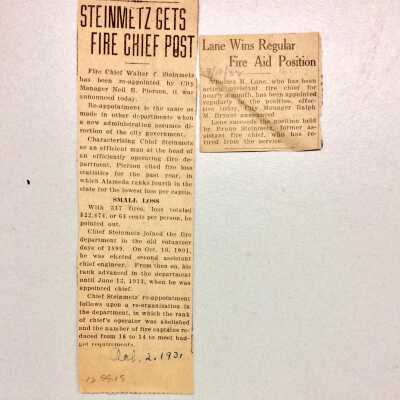 STEINMETZ GETS
FIRE CHIEF POST
Fire Chief Walter C. Steinmetz
has been re-appointed by City
Manager Neil B. Pierson, it was
announced today.
Re-appointment is the same as
made in other departments when
a new administration assumes di-
rection of the city government.
Characterizing Chief Steinmetz
as an efficient man at the head of
an efficiently operating fire de-
partment, Pierson cited fire loss
statistics for the past year, in
which Alameda ranks fourth in the
state for the lowest loss per capita.
SMALL LOSS
With 337 fires, loss totaled
$22,674, or 64 cents per person, he
pointed out.
Chief Steinmetz joined the fire
department in the old volunteer
days of 1899. On Oct. 10, 1901,
he was elected second assistant
chief engineer. From then on, his
rank advanced in the department
until June 12, 1913, when he was
appointed chief.
Chief Steinmetz' re-appointment
follows upon a re-organization in
the department, in which the rank
of chief's operator was abolished
and the number of fire captains re-
duced from 16 to 14 to meet bud-
get requirements.
2, 1931
Lane Wins Regular
Fire Aid Position
Thomas R. Lane, who has been
acting assistant fire chief for
nearly a month, has been appointed
regularly to the position, effec-
tive today, City Manager Ralph
M. Bryant announced
Lane succeeds the position held
by Bruno Steinmetz, former as-
sistant fire chief, who has re-
tired from the service.